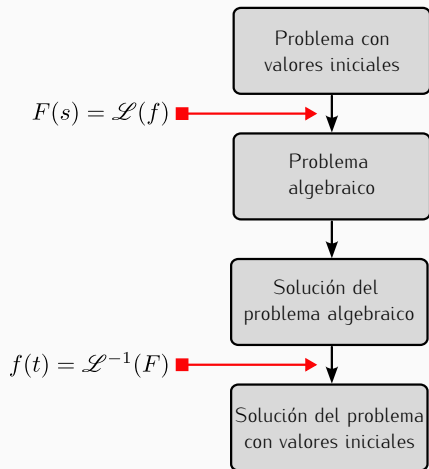 Problema con
valores iniciales
F(s) = ℒ(f)
Problema
algebraico
Solución del
problema algebraico
f(t) = ℒ⁻¹(F)
Solución del problema
con valores iniciales